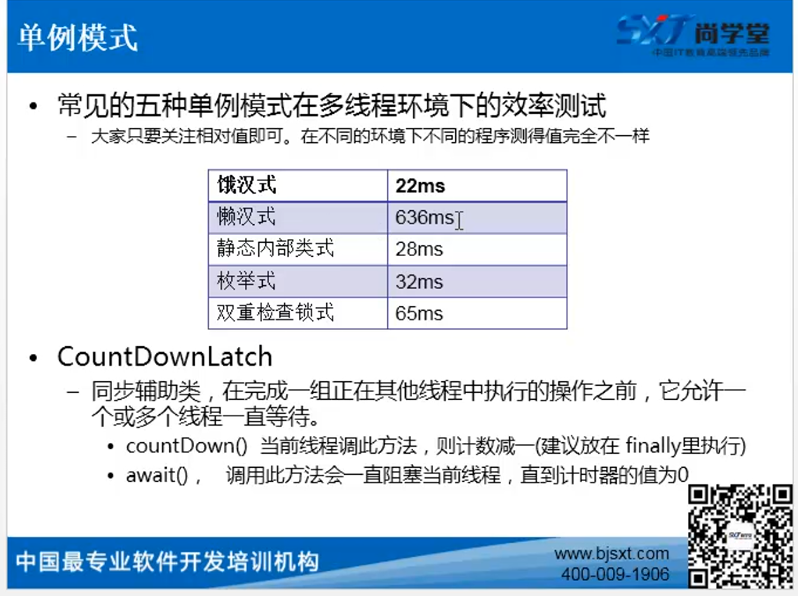 单例模式
SXT 尚学堂
中国IT教育高端领先品牌
• 常见的五种单例模式在多线程环境下的效率测试
– 大家只要关注相对值即可。在不同的环境下不同的程序测得值完全不一样
饿汉式 22ms
懒汉式 636ms
静态内部类式 28ms
枚举式 32ms
双重检查锁式 65ms
• CountDownLatch
– 同步辅助类，在完成一组正在其他线程中执行的操作之前，它允许一
个或多个线程一直等待。
• countDown() 当前线程调此方法，则计数减一(建议放在 finally里执行)
• await()， 调用此方法会一直阻塞当前线程，直到计时器的值为0
中国最专业软件开发培训机构
www.bjsxt.com
400-009-1906